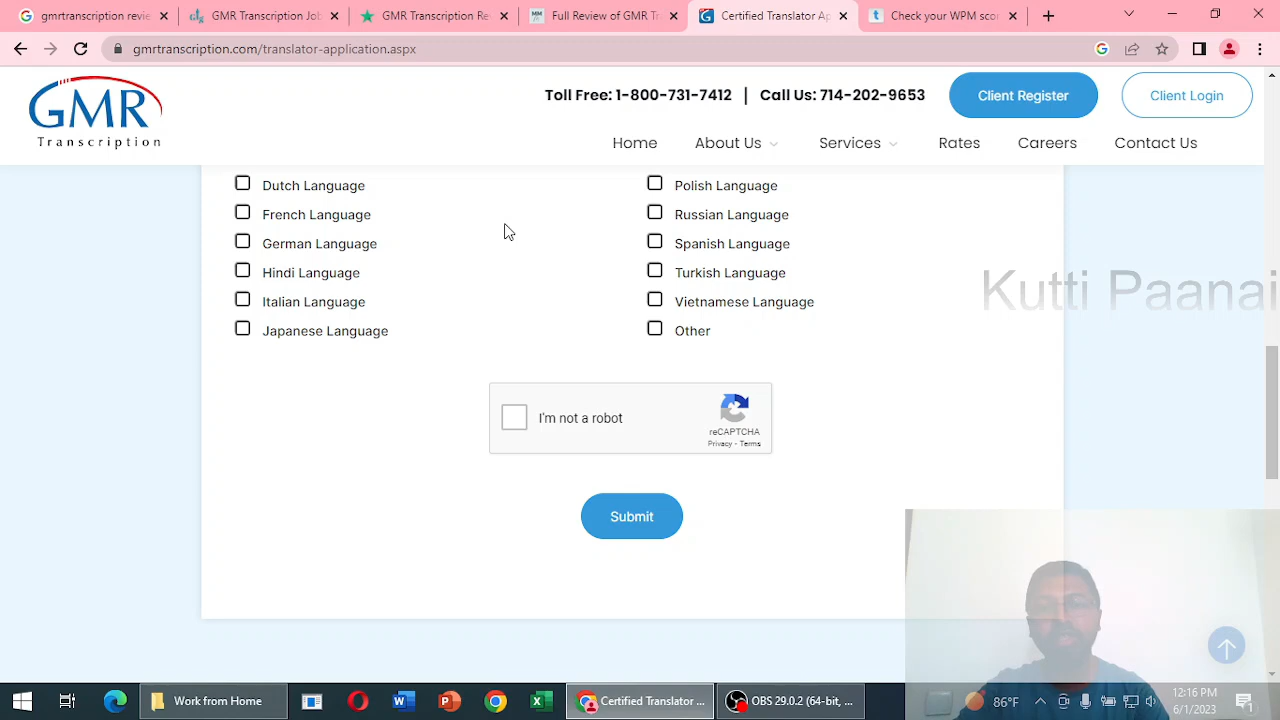 gmrtranscription revie
GMR Transcription Job
GMR Transcription Re
Full Review of GMR Tr
Certified Translator Ap
Check your WPM sco
gmrtranscription.com/translator-application.aspx
GMR
Transcription
Toll Free: 1-800-731-7412 | Call Us: 714-202-9653
Client Register
Client Login
Home
About Us
Services
Rates
Careers
Contact Us
Dutch Language
Polish Language
French Language
Russian Language
German Language
Spanish Language
Hindi Language
Turkish Language
Kutti Paanai
Italian Language
Vietnamese Language
Japanese Language
Other
I'm not a robot
reCAPTCHA
Privacy - Terms
Submit
Work from Home
Certified Translator ...
OBS 29.0.2 (64-bit, ...
86°F
12:16 PM
6/1/2023
1